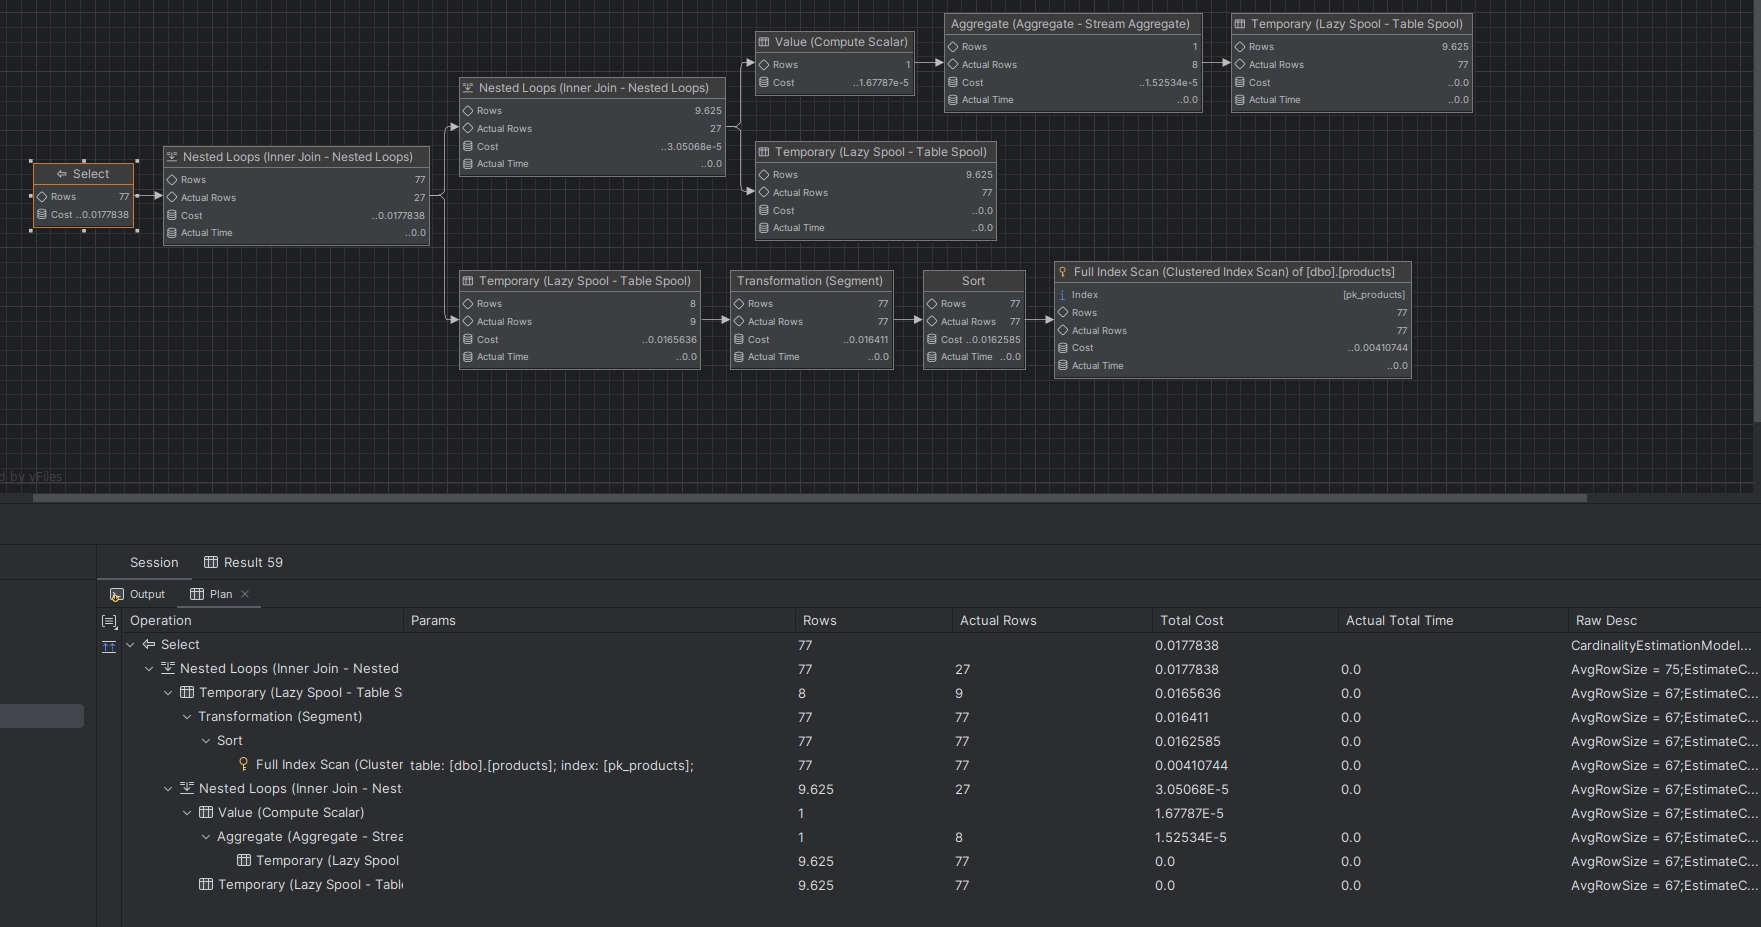 Select
Rows 77
Cost ..0.0177838
Nested Loops (Inner Join - Nested Loops)
Rows 77
Actual Rows 27
Cost ..0.0177838
Actual Time ..0.0
Nested Loops (Inner Join - Nested Loops)
Rows 9.625
Actual Rows 27
Cost ..3.05068e-5
Actual Time ..0.0
Value (Compute Scalar)
Rows 1
Cost ..1.67787e-5
Aggregate (Aggregate - Stream Aggregate)
Rows 1
Actual Rows 8
Cost ..1.52534e-5
Actual Time ..0.0
Temporary (Lazy Spool - Table Spool)
Rows 9.625
Actual Rows 77
Cost ..0.0
Actual Time ..0.0
Temporary (Lazy Spool - Table Spool)
Rows 9.625
Actual Rows 77
Cost ..0.0
Actual Time ..0.0
Temporary (Lazy Spool - Table Spool)
Rows 8
Actual Rows 9
Cost ..0.0165636
Actual Time ..0.0
Transformation (Segment)
Rows 77
Actual Rows 77
Cost ..0.016411
Actual Time ..0.0
Sort
Rows 77
Actual Rows 77
Cost ..0.0162585
Actual Time ..0.0
Full Index Scan (Clustered Index Scan) of [dbo].[products]
Index [pk_products]
Rows 77
Actual Rows 77
Cost ..0.00410744
Actual Time ..0.0
d by yFiles
Session Result 59
Output Plan
Operation Params Rows Actual Rows Total Cost Actual Total Time Raw Desc
Select 77 0.0177838 CardinalityEstimationModel...
Nested Loops (Inner Join - Nested 77 27 0.0177838 0.0 AvgRowSize = 75;EstimateC...
Temporary (Lazy Spool - Table S 8 9 0.0165636 0.0 AvgRowSize = 67;EstimateC...
Transformation (Segment) 77 77 0.016411 0.0 AvgRowSize = 67;EstimateC...
Sort 77 77 0.0162585 0.0 AvgRowSize = 67;EstimateC...
Full Index Scan (Cluster table: [dbo].[products]; index: [pk_products]; 77 77 0.00410744 0.0 AvgRowSize = 67;EstimateC...
Nested Loops (Inner Join - Nest 9.625 27 3.05068E-5 0.0 AvgRowSize = 67;EstimateC...
Value (Compute Scalar) 1 1.67787E-5 AvgRowSize = 67;EstimateC...
Aggregate (Aggregate - Strea 1 8 1.52534E-5 0.0 AvgRowSize = 67;EstimateC...
Temporary (Lazy Spool 9.625 77 0.0 0.0 AvgRowSize = 67;EstimateC...
Temporary (Lazy Spool - Tabl 9.625 77 0.0 0.0 AvgRowSize = 67;EstimateC...